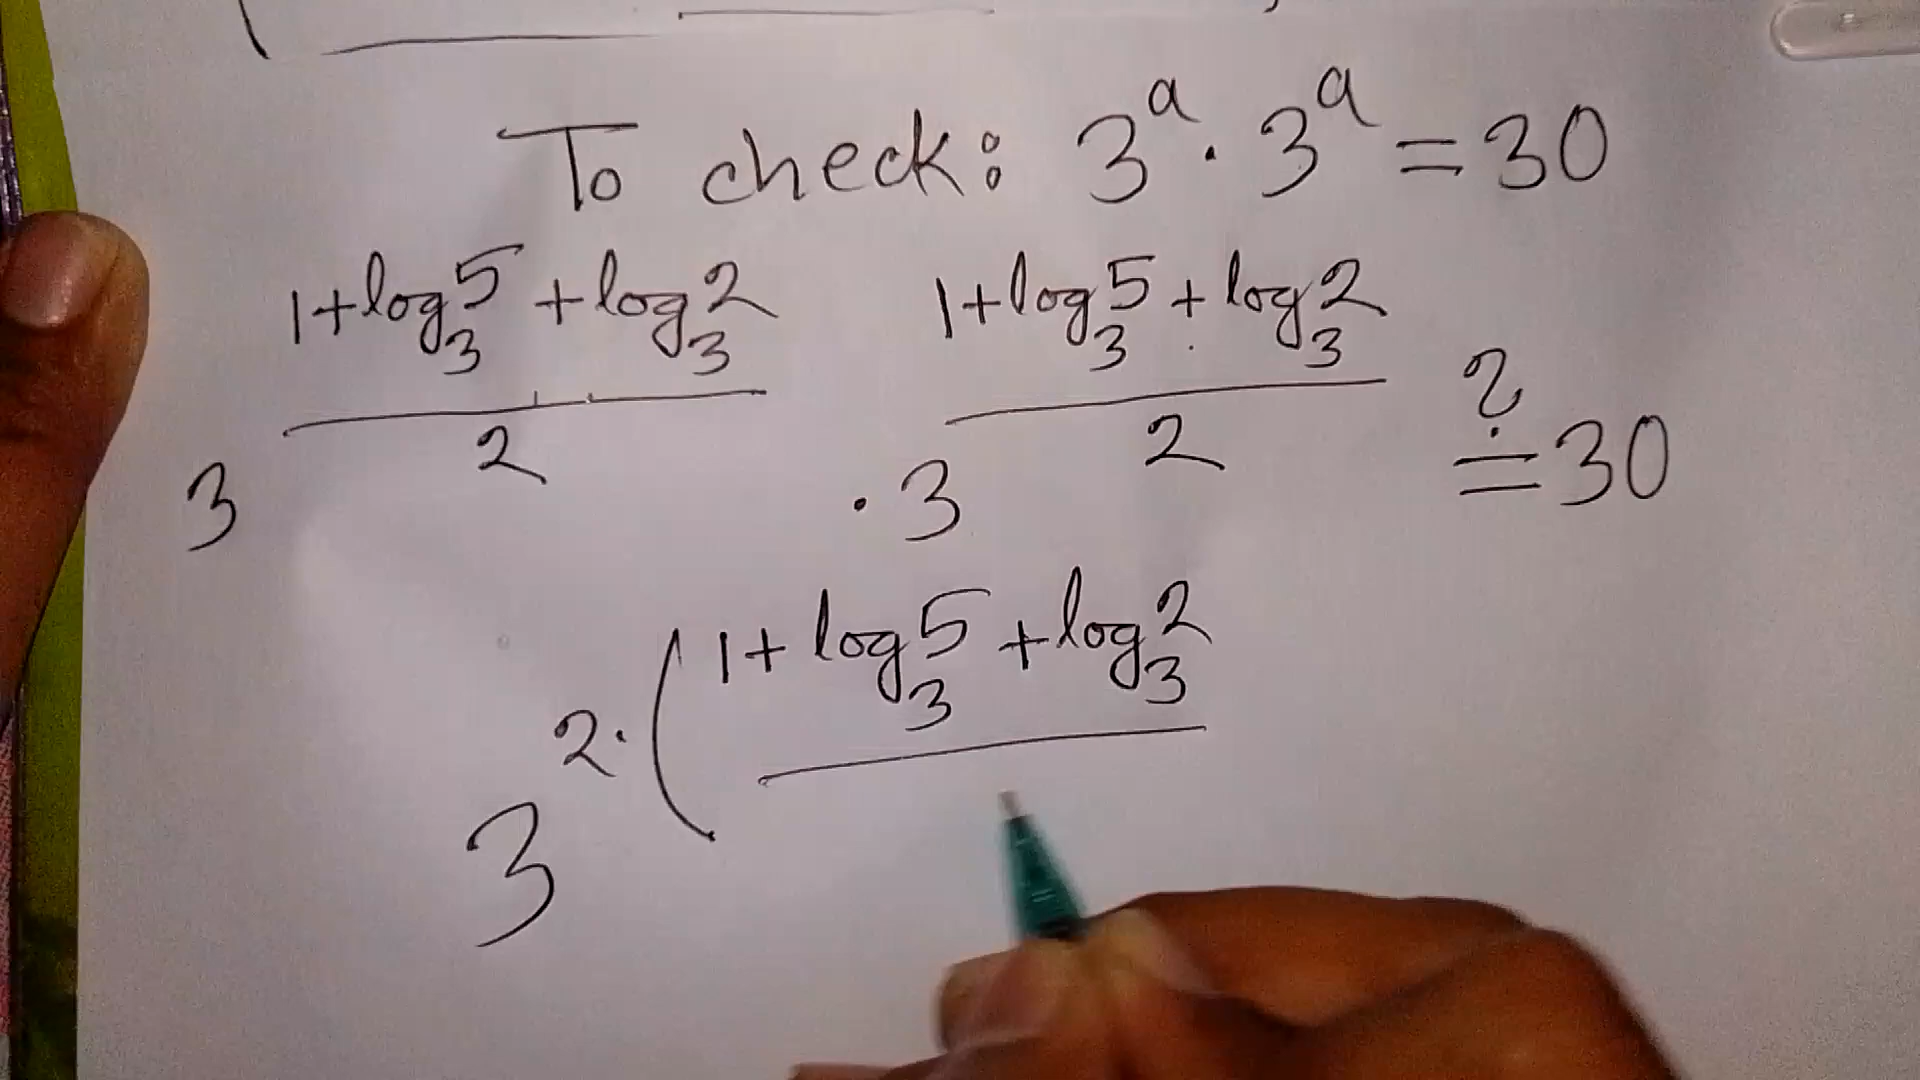 To check: 3^a · 3^a = 30
3^((1+log_3 5 + log_3 2)/2) · 3^((1+log_3 5 + log_3 2)/2) ≟ 30
3^(2·((1+log_3 5 + log_3 2)/